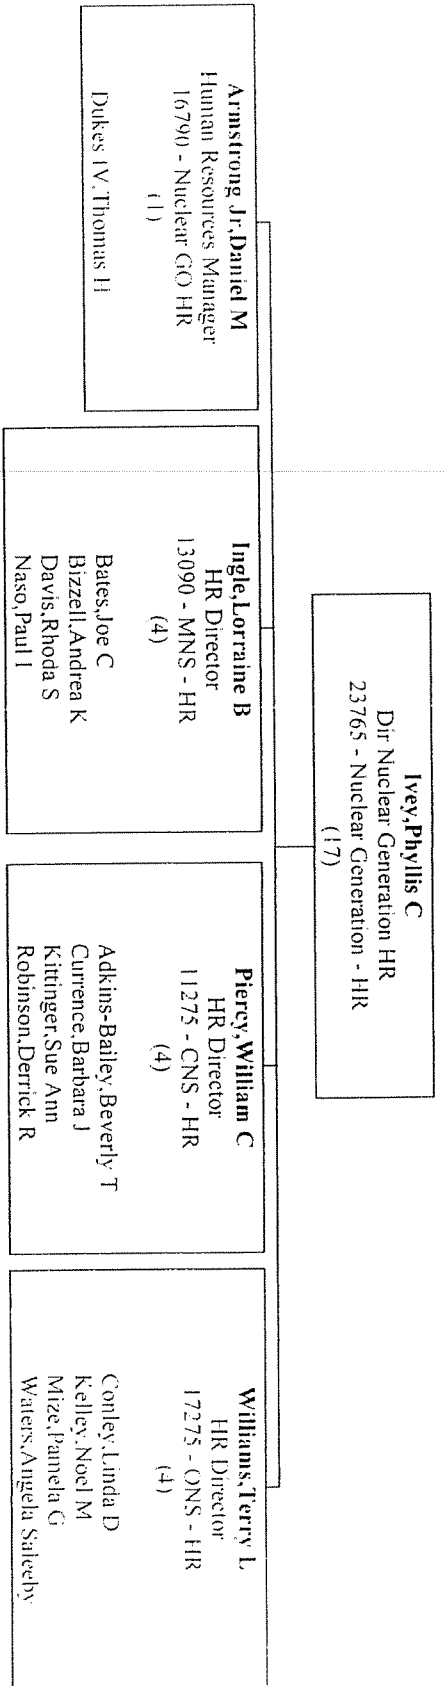 Ivey,Phyllis C
Dir Nuclear Generation HR
23765 - Nuclear Generation - HR
(17)
Armstrong Jr,Daniel M
Human Resources Manager
16790 - Nuclear GO HR
(1)
Dukes IV,Thomas H
Ingle,Lorraine B
HR Director
13090 - MNS - HR
(4)
Bates,Joe C
Bizzell,Andrea K
Davis,Rhoda S
Naso,Paul I
Piercy,William C
HR Director
11275 - CNS - HR
(4)
Adkins-Bailey,Beverly T
Currence,Barbara J
Kittinger,Sue Ann
Robinson,Derrick R
Williams,Terry L
HR Director
17275 - ONS - HR
(4)
Conley,Linda D
Kelley,Noel M
Mize,Pamela G
Waters,Angela Saleeby